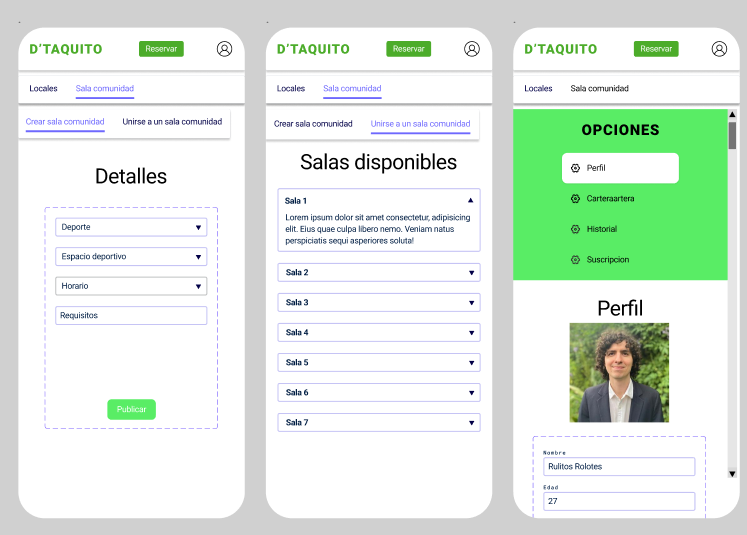 D'TAQUITO
Reservar
Locales
Sala comunidad
Crear sala comunidad
Unirse a un sala comunidad
Detalles
Deporte
Espacio deportivo
Horario
Requisitos
Publicar
D'TAQUITO
Reservar
Locales
Sala comunidad
Crear sala comunidad
Unirse a un sala comunidad
Salas disponibles
Sala 1
Lorem ipsum dolor sit amet consectetur, adipisicing
elit. Eius quae culpa libero nemo. Veniam natus
perspiciatis sequi asperiores soluta!
Sala 2
Sala 3
Sala 4
Sala 5
Sala 6
Sala 7
D'TAQUITO
Reservar
Locales
Sala comunidad
OPCIONES
Perfil
Carteraartera
Historial
Suscripcion
Perfil
Nombre
Rulitos Rolotes
Edad
27